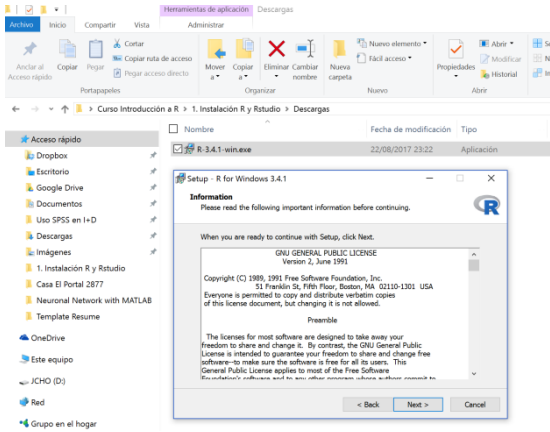 Herramientas de aplicación Descargas
Archivo Inicio Compartir Vista Administrar
Anclar al Acceso rápido
Copiar
Pegar
Cortar
Copiar ruta de acceso
Pegar acceso directo
Portapapeles
Mover a
Copiar a
Eliminar
Cambiar nombre
Organizar
Nueva carpeta
Nuevo elemento
Fácil acceso
Nuevo
Propiedades
Abrir
Modificar
Historial
Abrir
Curso Introducción a R > 1. Instalación R y Rstudio > Descargas
Nombre Fecha de modificación Tipo
R-3.4.1-win.exe 22/08/2017 23:22 Aplicación
Acceso rápido
Dropbox
Escritorio
Google Drive
Documentos
Uso SPSS en I+D
Descargas
Imágenes
1. Instalación R y Rstudio
Casa El Portal 2877
Neuronal Network with MATLAB
Template Resume
OneDrive
Este equipo
JCHO (D:)
Red
Grupo en el hogar
Setup - R for Windows 3.4.1
Information
Please read the following important information before continuing.
R
When you are ready to continue with Setup, click Next.
GNU GENERAL PUBLIC LICENSE
Version 2, June 1991
Copyright (C) 1989, 1991 Free Software Foundation, Inc.
51 Franklin St, Fifth Floor, Boston, MA 02110-1301 USA
Everyone is permitted to copy and distribute verbatim copies
of this license document, but changing it is not allowed.
Preamble
The licenses for most software are designed to take away your
freedom to share and change it. By contrast, the GNU General Public
License is intended to guarantee your freedom to share and change free
software--to make sure the software is free for all its users. This
General Public License applies to most of the Free Software
Foundation's software and to any other program whose authors commit to
< Back Next > Cancel